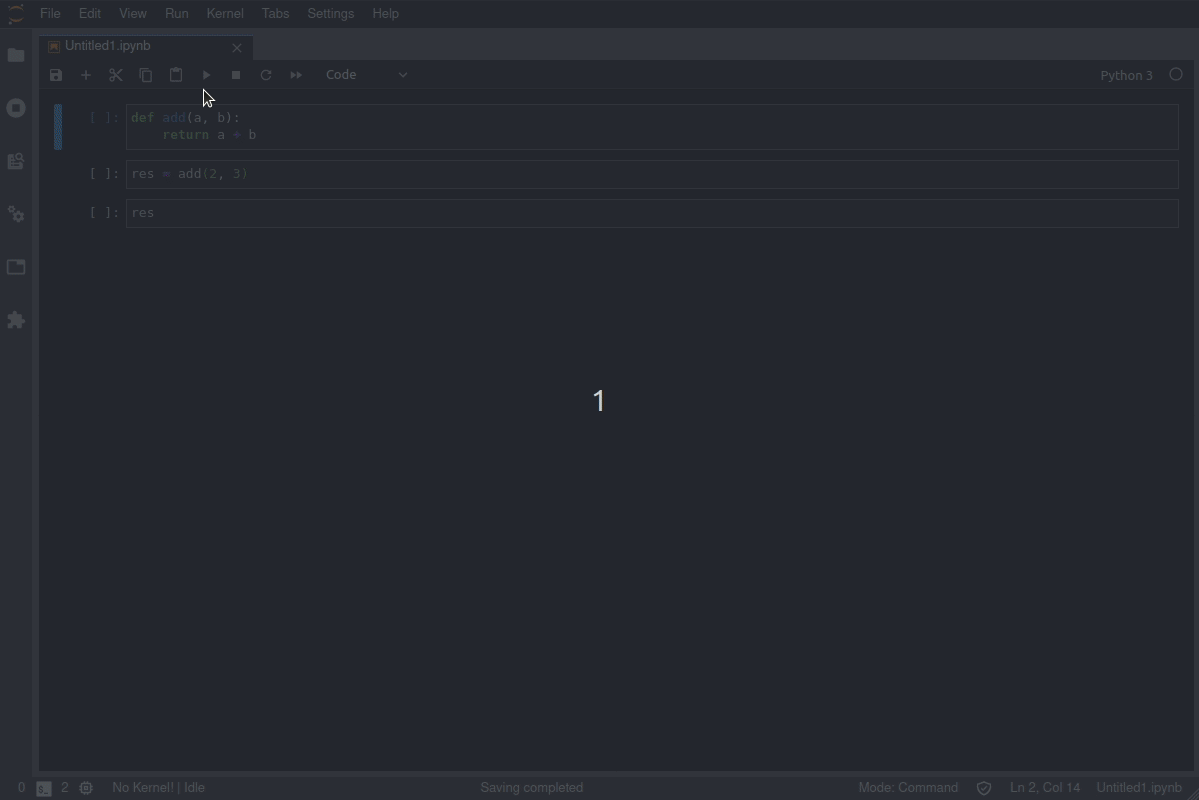 File Edit View Run Kernel Tabs Settings Help
Untitled1.ipynb
Code Python 3
[ ]: def add(a, b):
return a + b
[ ]: res = add(2, 3)
[ ]: res
1
0 $_ 2 No Kernel! | Idle Saving completed Mode: Command Ln 2, Col 14 Untitled1.ipynb